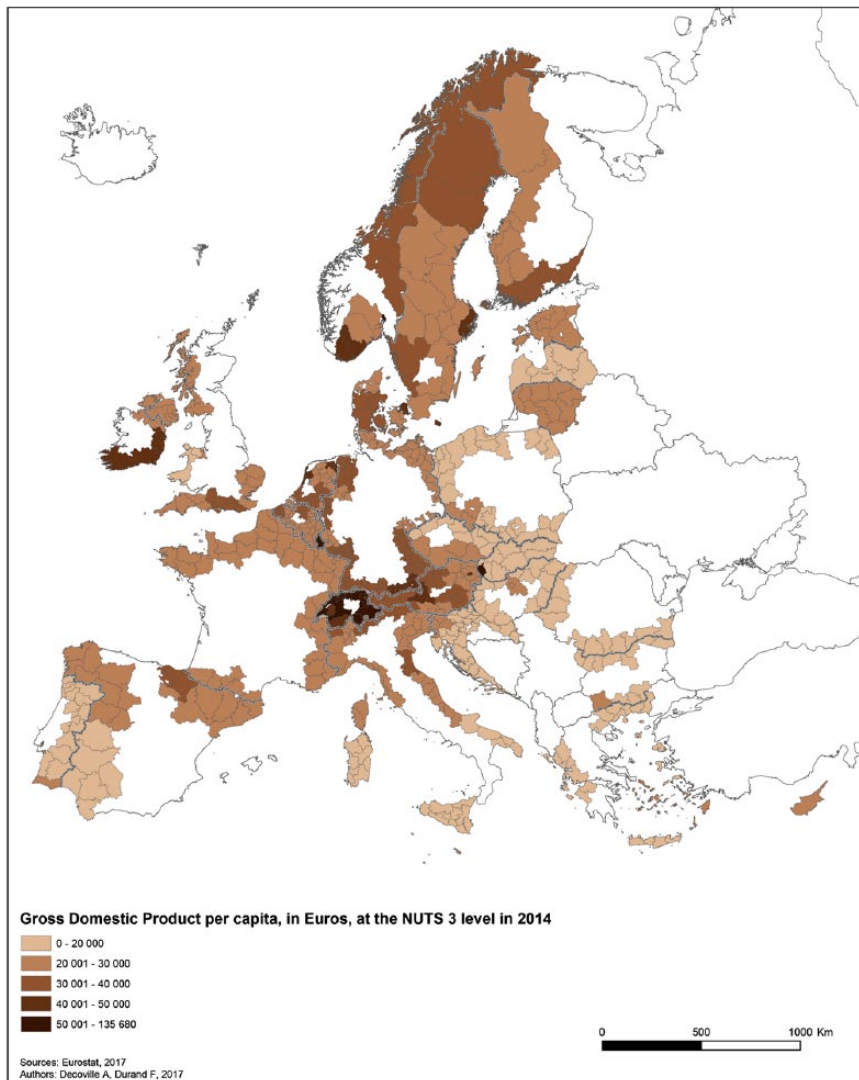 Gross Domestic Product per capita, in Euros, at the NUTS 3 level in 2014
0 - 20 000
20 001 - 30 000
30 001 - 40 000
40 001 - 50 000
50 001 - 135 680
0 500 1000 Km
Sources: Eurostat, 2017
Authors: Decoville A, Durand F, 2017